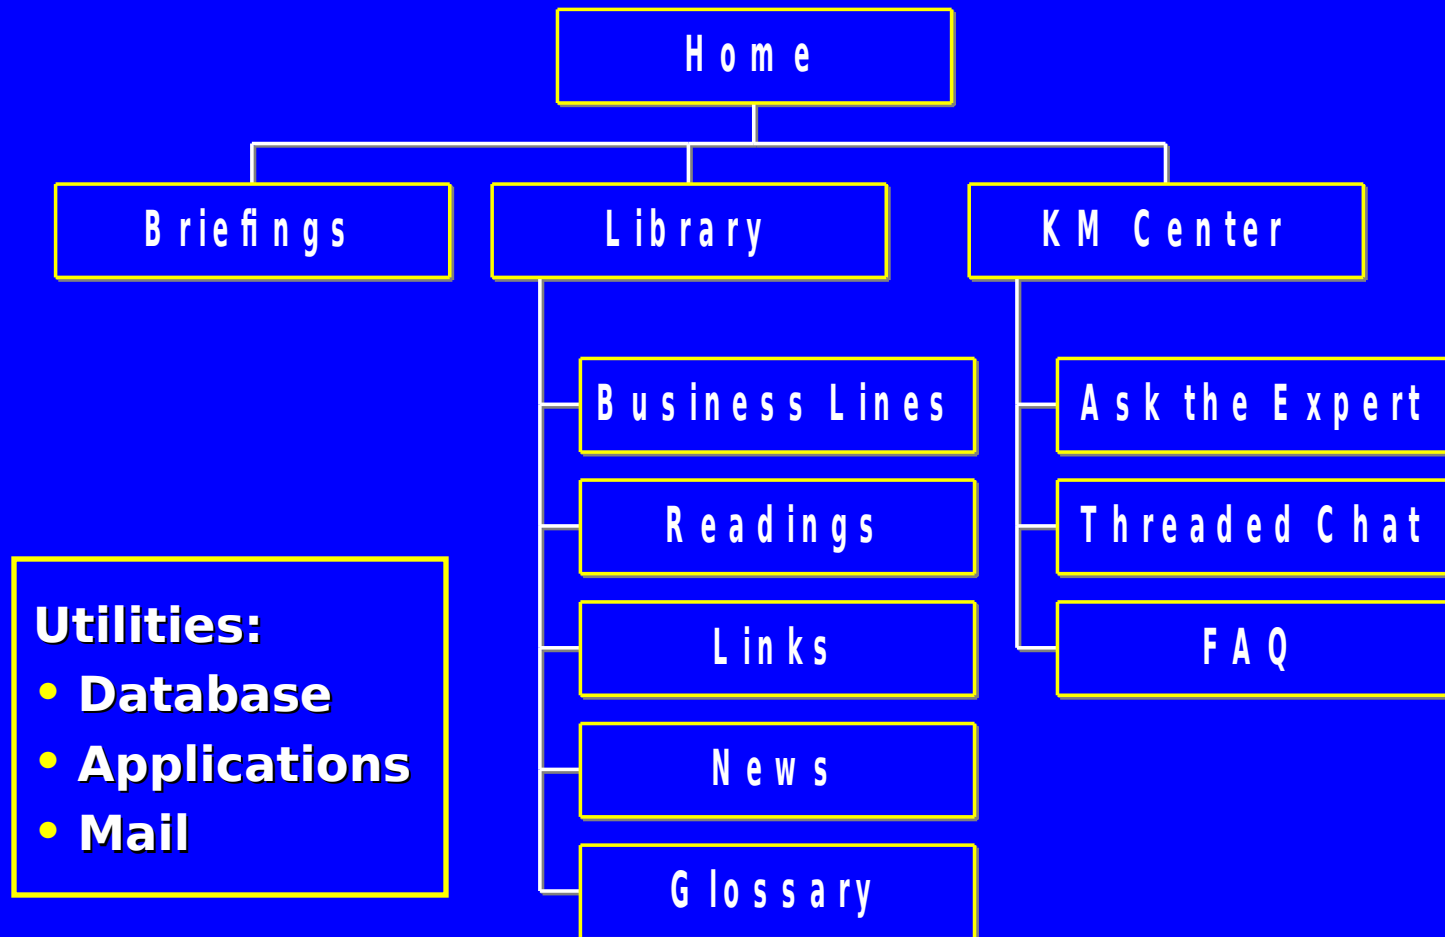 Home
Briefings
Library
KM Center
Business Lines
Ask the Expert
Readings
Threaded Chat
Links
FAQ
News
Glossary
Utilities:
• Database
• Applications
• Mail